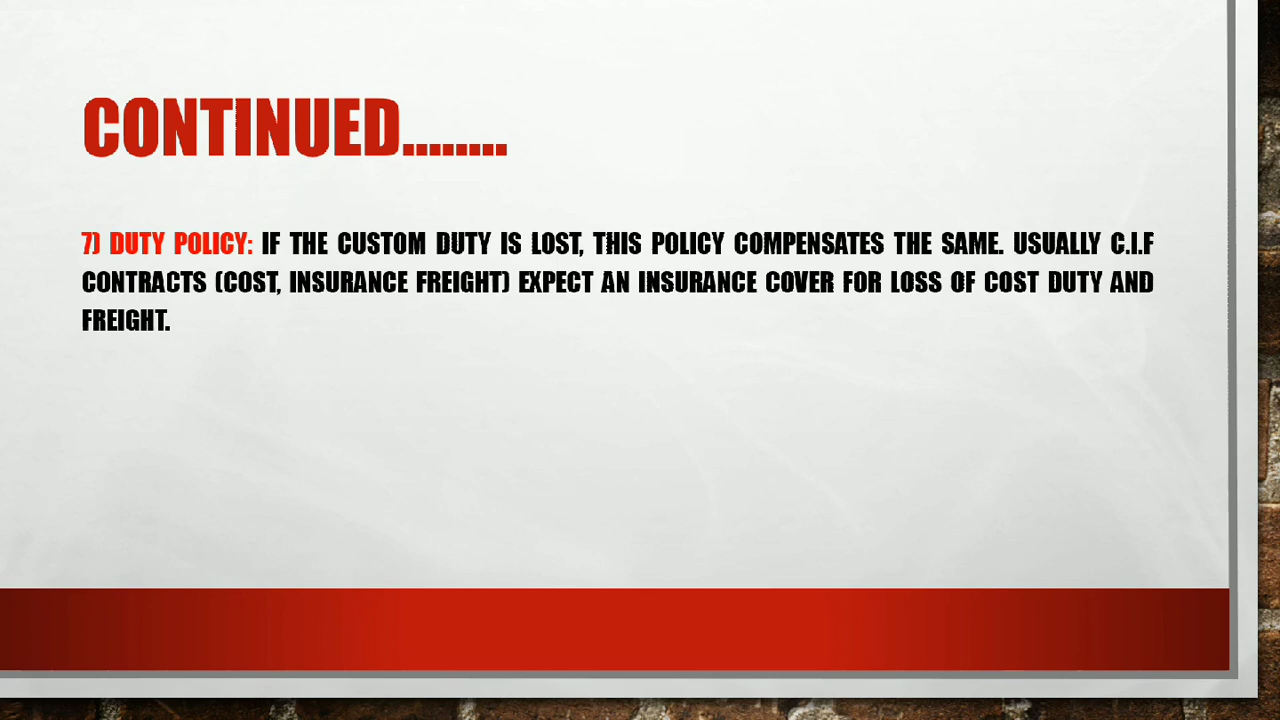 CONTINUED........
7) DUTY POLICY: IF THE CUSTOM DUTY IS LOST, THIS POLICY COMPENSATES THE SAME. USUALLY C.I.F
CONTRACTS (COST, INSURANCE FREIGHT) EXPECT AN INSURANCE COVER FOR LOSS OF COST DUTY AND
FREIGHT.